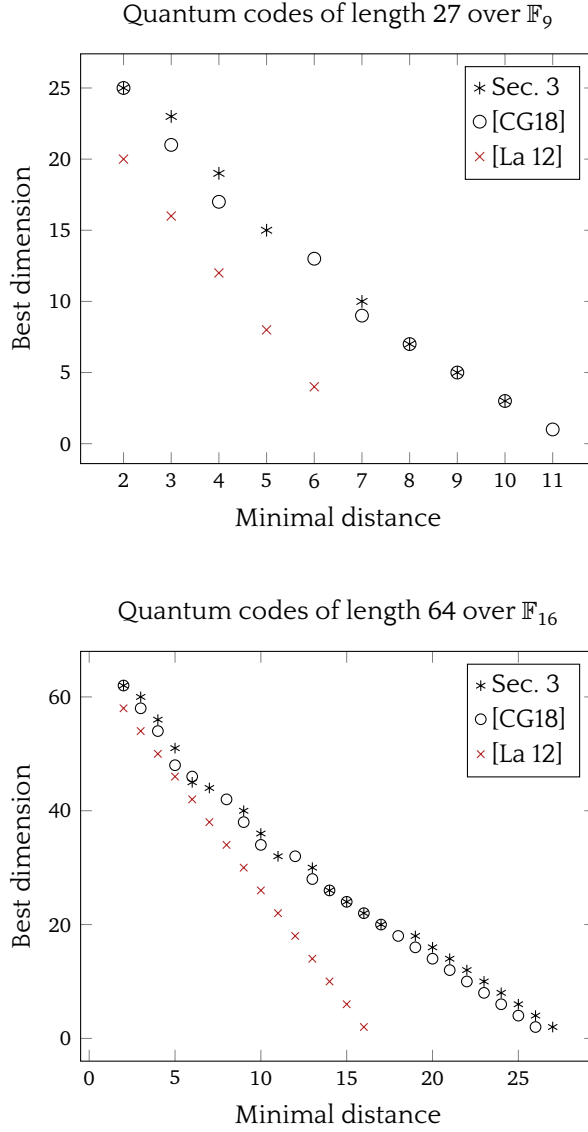 Quantum codes of length 27 over 𝔽₉
Sec. 3
[CG18]
[La 12]
25
20
15
10
5
0
Best dimension
2 3 4 5 6 7 8 9 10 11
Minimal distance
Quantum codes of length 64 over 𝔽₁₆
Sec. 3
[CG18]
[La 12]
60
40
20
0
Best dimension
0 5 10 15 20 25
Minimal distance